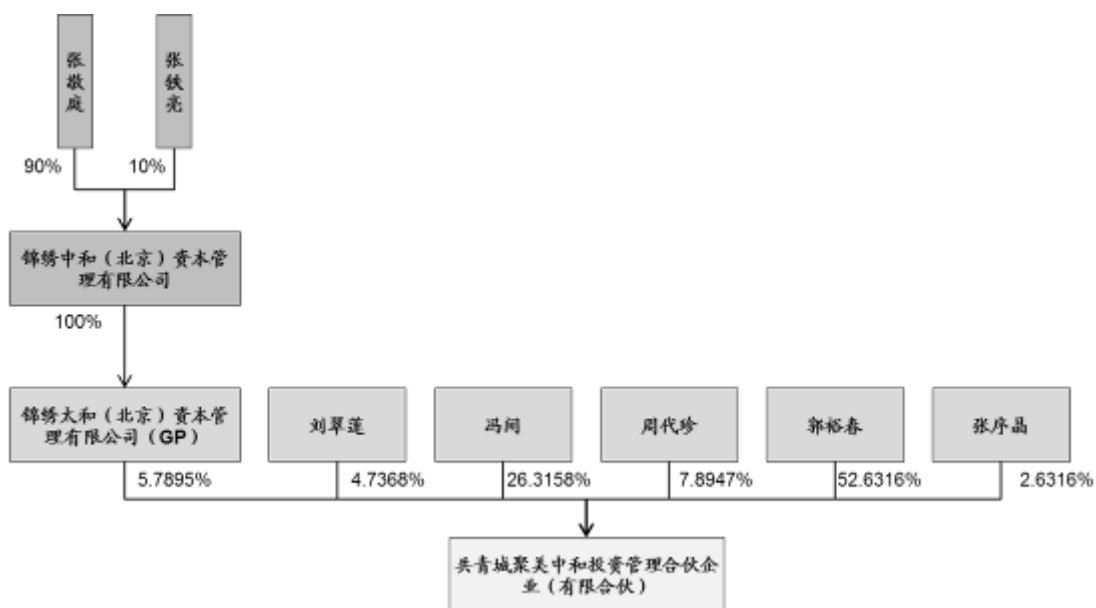 张敬庭
张铁亮
90%
10%
锦绣中和（北京）资本管
理有限公司
100%
锦绣太和（北京）资本管
理有限公司（GP）
刘翠莲
冯间
周代珍
郭裕春
张序晶
5.7895%
4.7368%
26.3158%
7.8947%
52.6316%
2.6316%
共青城聚美中和投资管理合伙企
业（有限合伙）